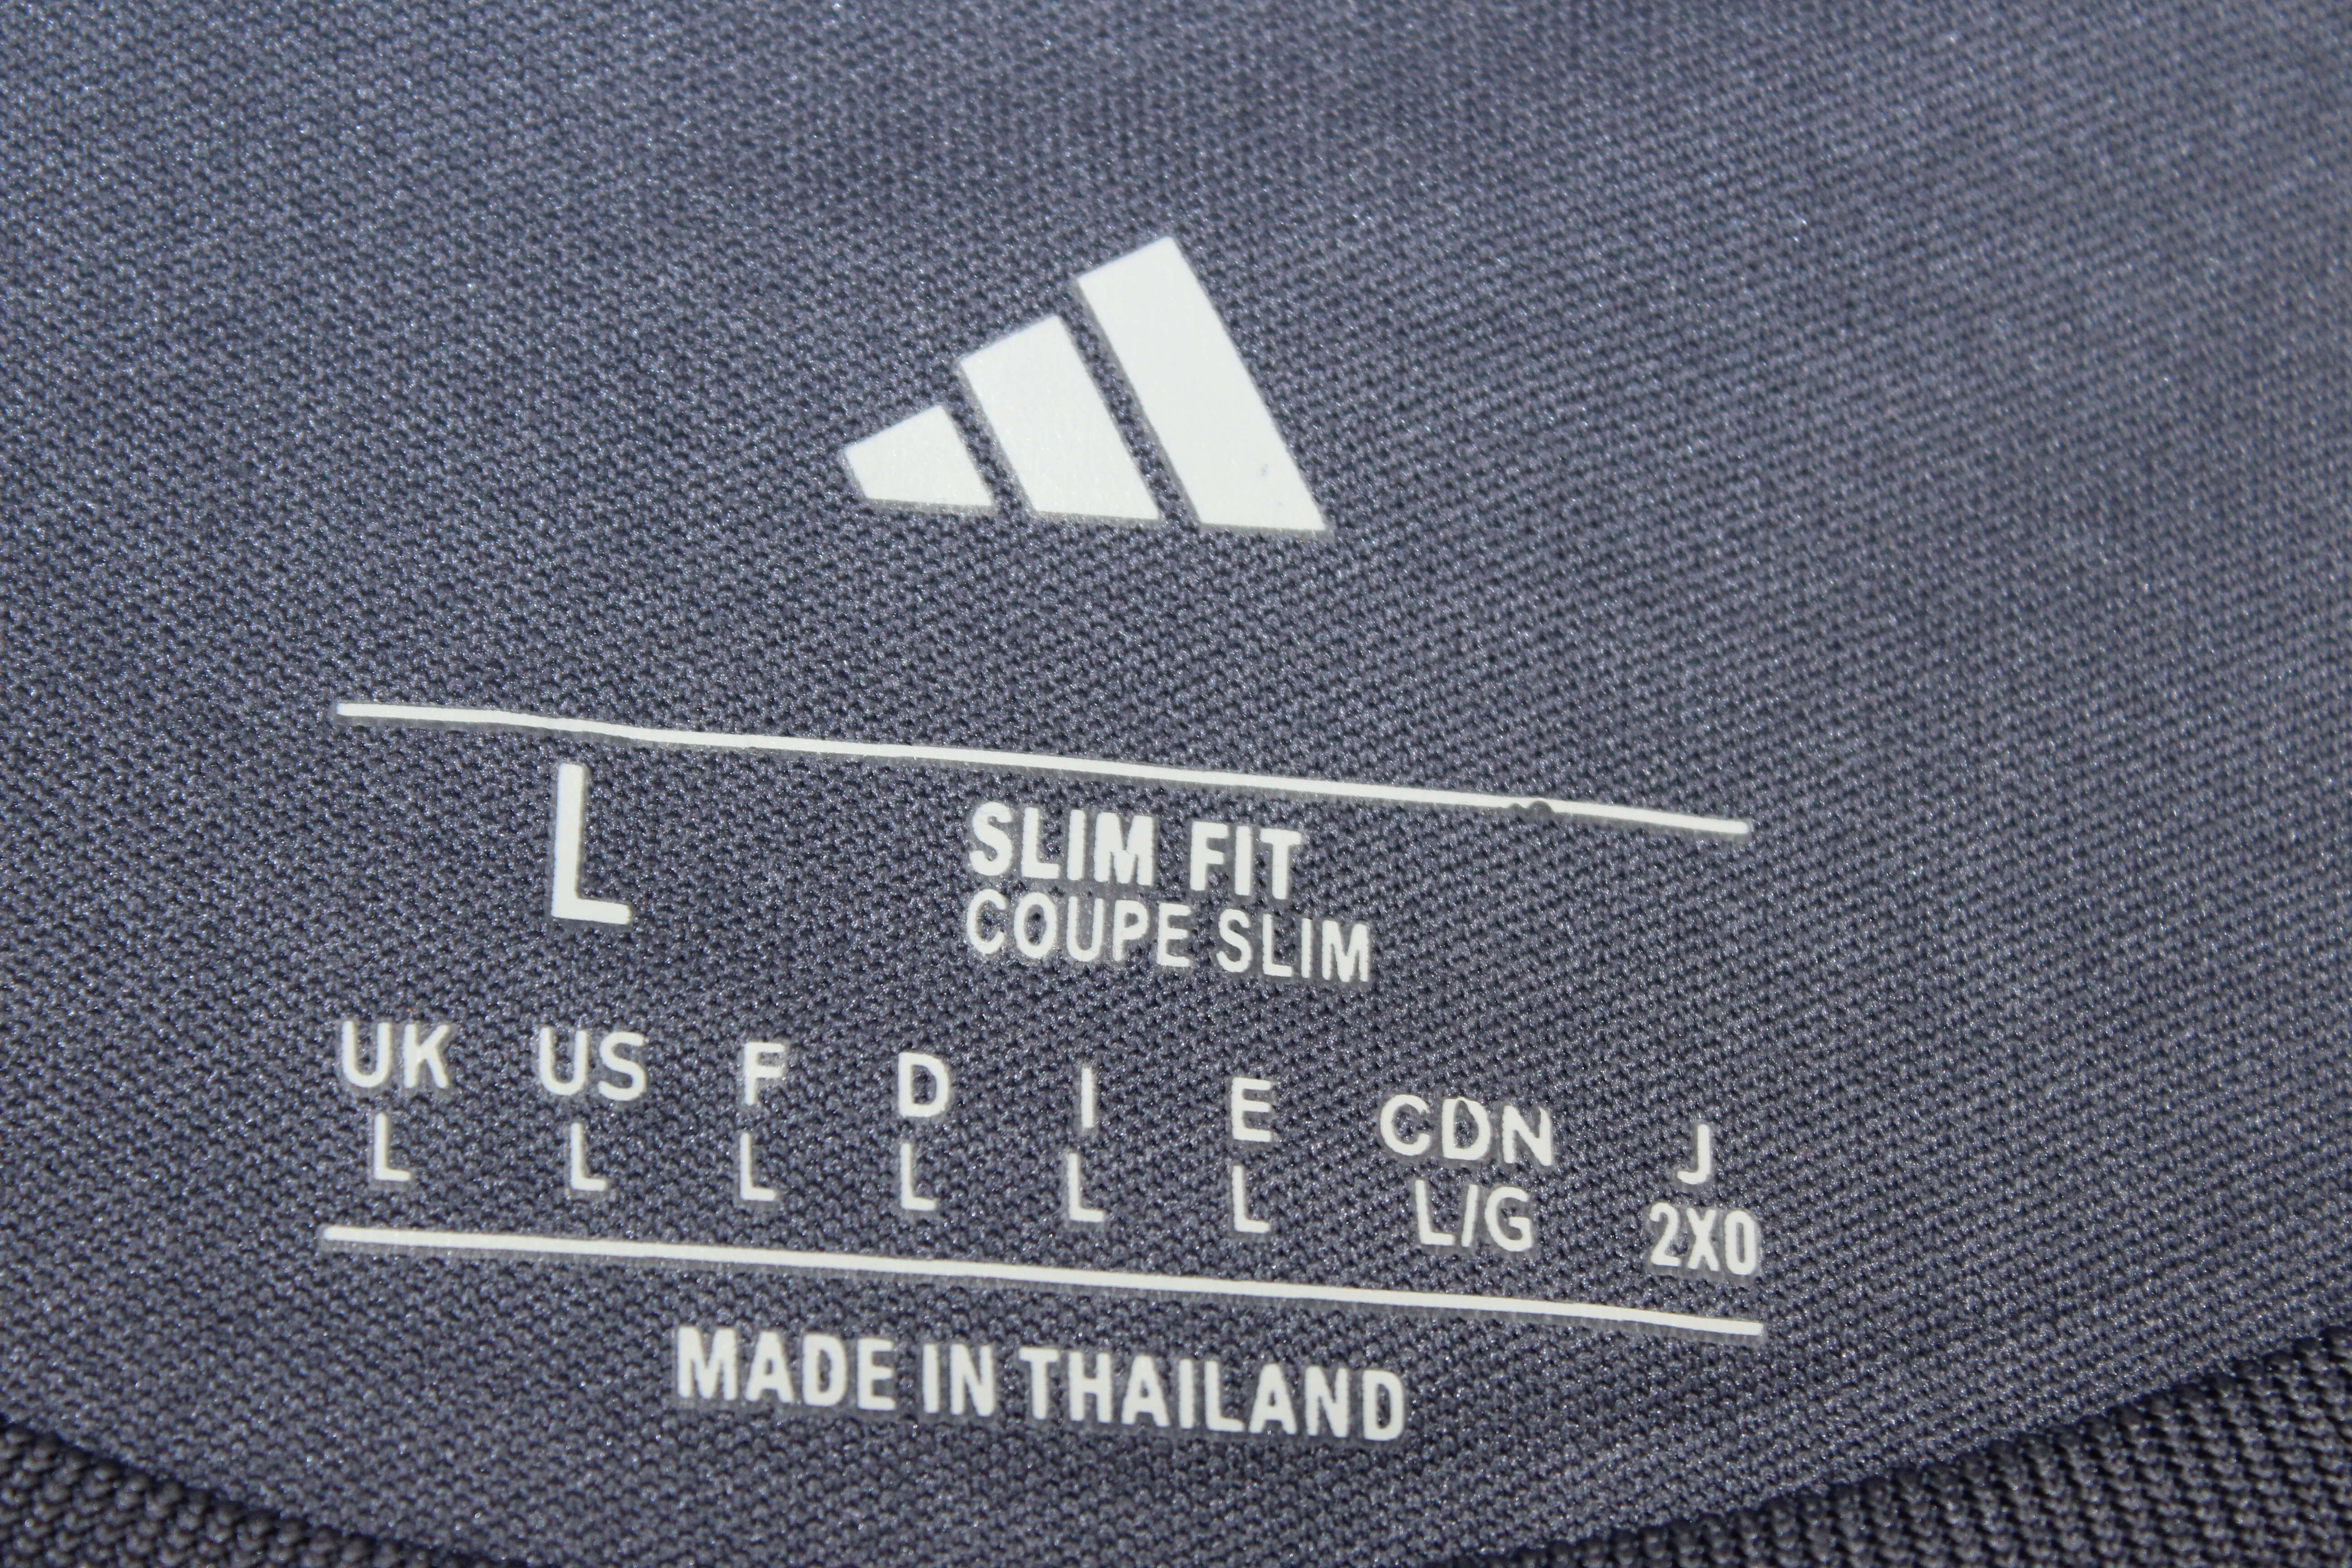 L
SLIM FIT
COUPE SLIM
UK US F D I E CDN J
L L L L L L L/G 2XO
MADE IN THAILAND